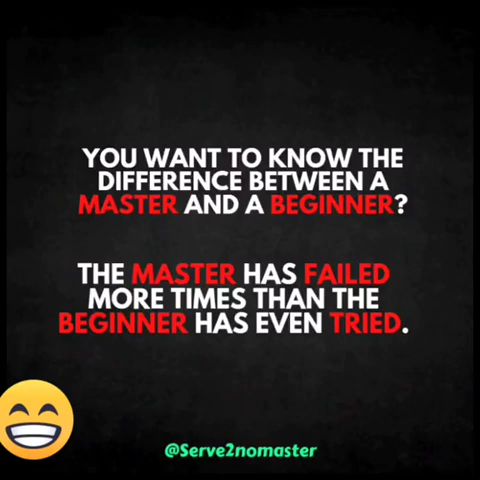 YOU WANT TO KNOW THE
DIFFERENCE BETWEEN A
MASTER AND A BEGINNER?
THE MASTER HAS FAILED
MORE TIMES THAN THE
BEGINNER HAS EVEN TRIED.
@Serve2nomaster